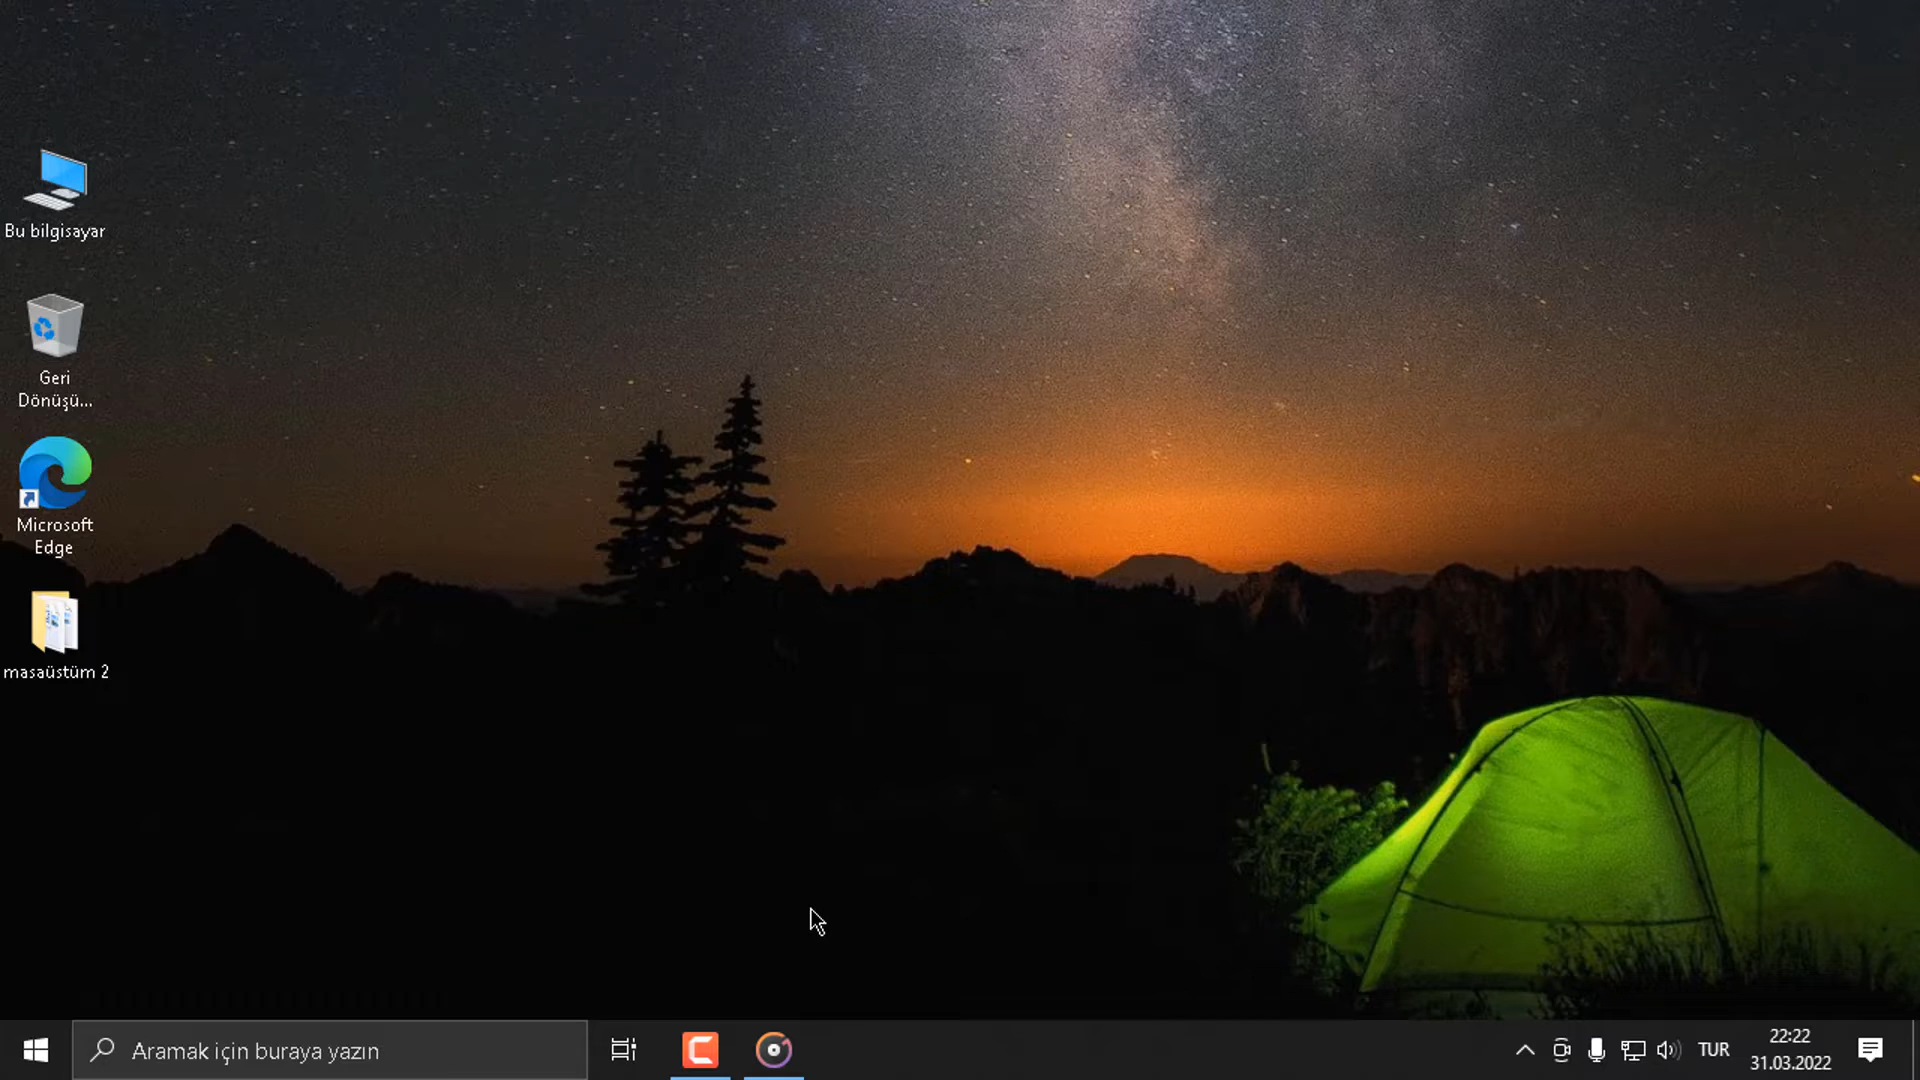 Bu bilgisayar
Geri
Dönüşü...
Microsoft
Edge
masaüstüm 2
Aramak için buraya yazın
TUR
22:22
31.03.2022